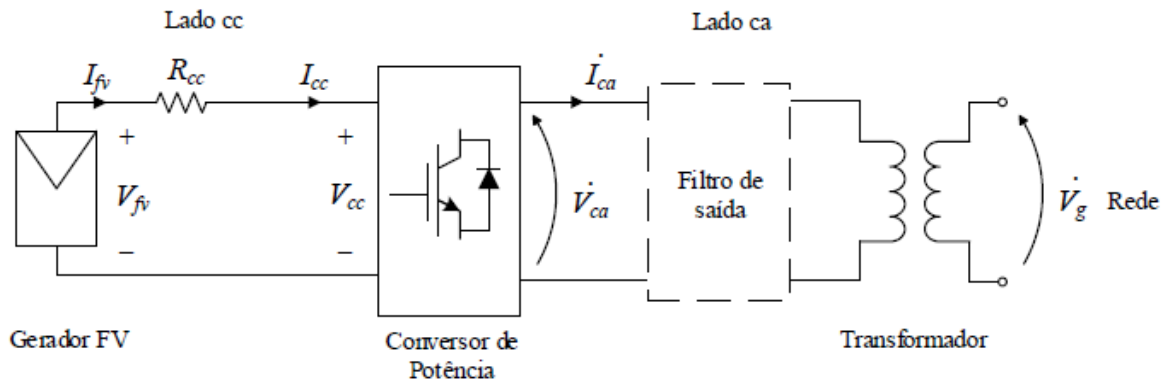 Lado cc
Lado ca
I_fv
R_cc
I_cc
İ_ca
+
V_fv
−
+
V_cc
−
V̇_ca
Filtro de
saída
V̇_g
Rede
Gerador FV
Conversor de
Potência
Transformador